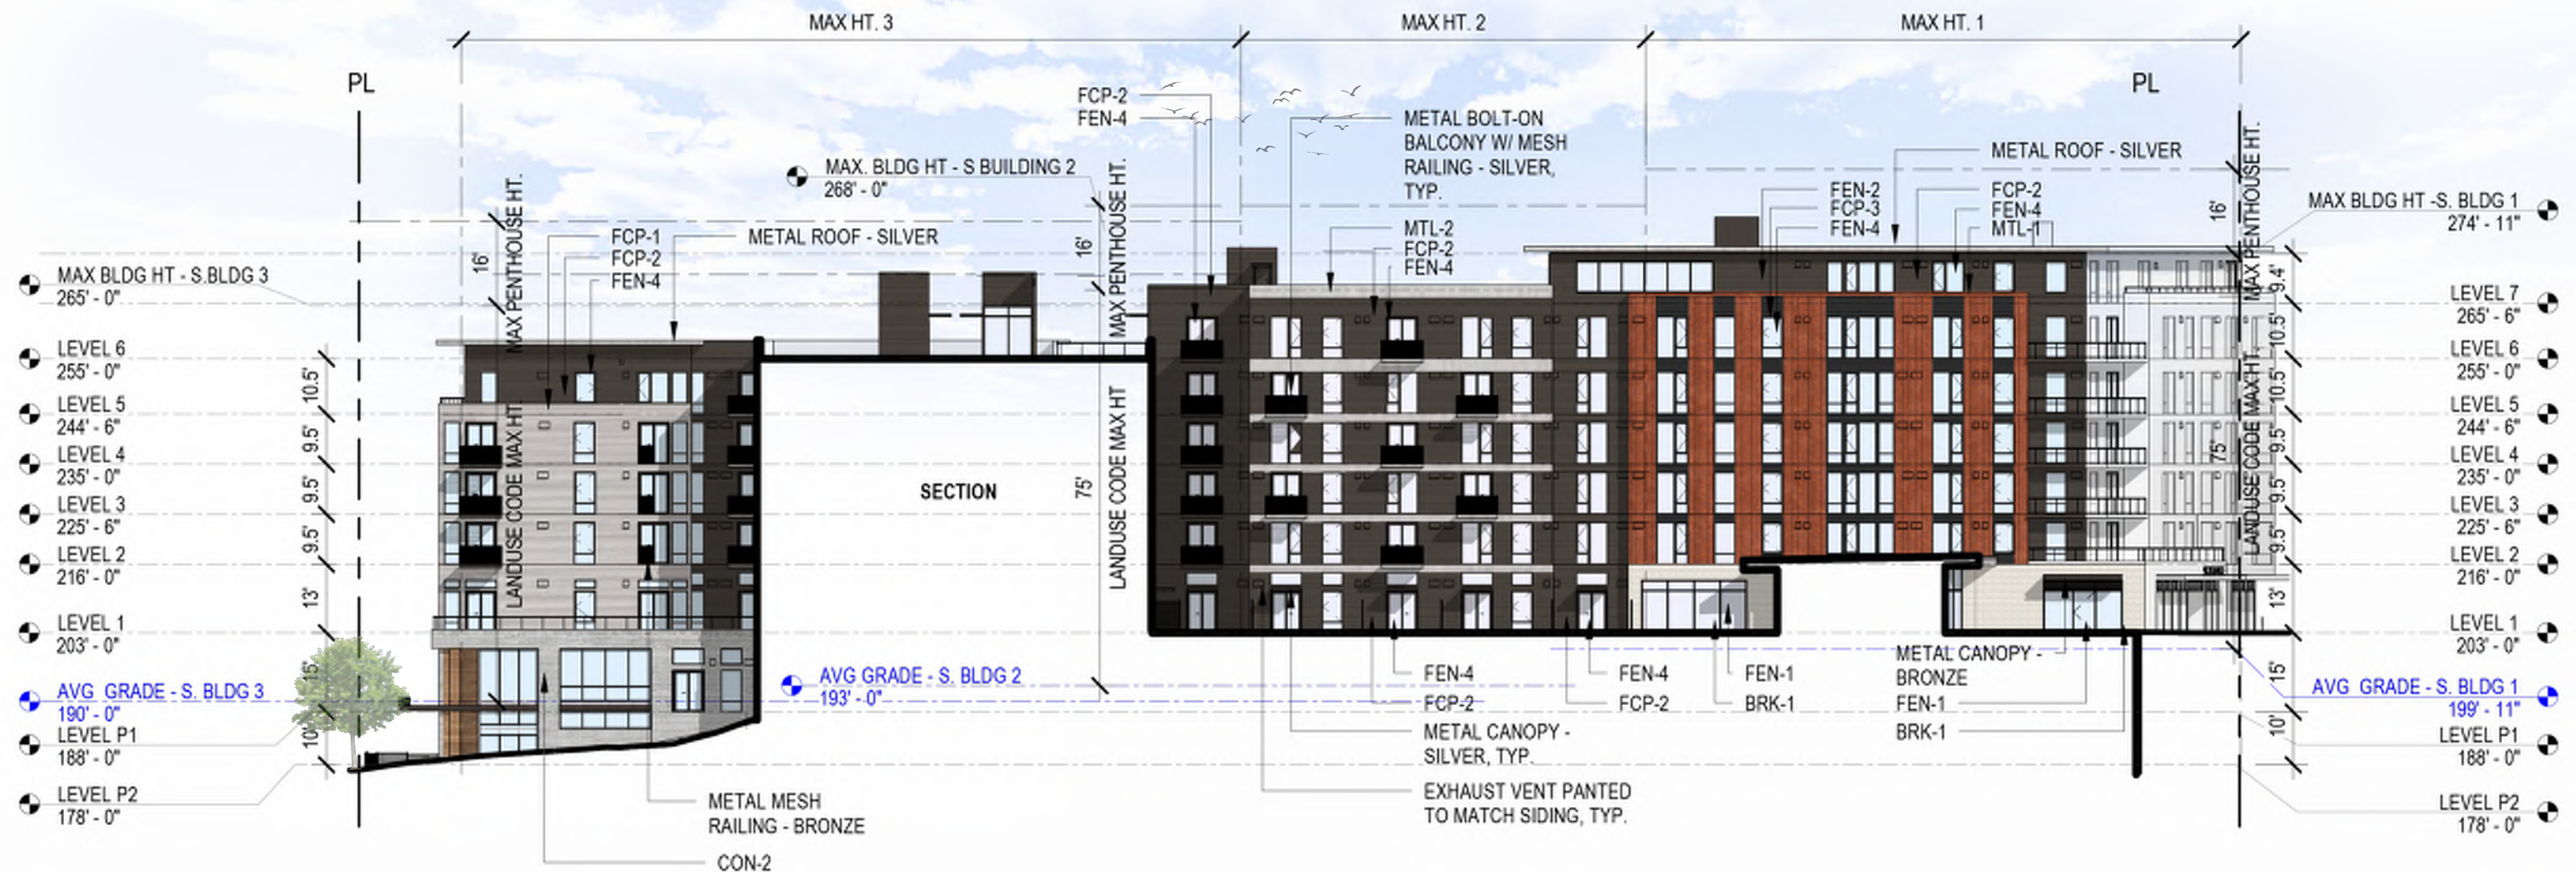 MAX HT. 3
MAX HT. 2
MAX HT. 1
PL
PL
FCP-2
FEN-4
METAL BOLT-ON
BALCONY W/ MESH
RAILING - SILVER,
TYP.
MAX. BLDG HT - S BUILDING 2
268' - 0"
METAL ROOF - SILVER
FEN-2
FCP-3
FEN-4
FCP-2
FEN-4
MTL-1
MAX BLDG HT -S. BLDG 1
274' - 11"
FCP-1
FCP-2
FEN-4
METAL ROOF - SILVER
MTL-2
FCP-2
FEN-4
16'
16'
16'
MAX PENTHOUSE HT.
MAX PENTHOUSE HT.
MAX PENTHOUSE HT.
MAX BLDG HT - S.BLDG 3
265' - 0"
LEVEL 6
255' - 0"
LEVEL 5
244' - 6"
LEVEL 4
235' - 0"
LEVEL 3
225' - 6"
LEVEL 2
216' - 0"
LEVEL 1
203' - 0"
AVG GRADE - S. BLDG 3
190' - 0"
LEVEL P1
188' - 0"
LEVEL P2
178' - 0"
10.5'
9.5'
9.5'
9.5'
13'
15'
10'
LANDUSE CODE MAX HT.
SECTION
75'
LANDUSE CODE MAX HT
75'
LANDUSE CODE MAX HT.
9.4'
10.5'
10.5'
9.5'
9.5'
9.5'
13'
15'
10'
LEVEL 7
265' - 6"
LEVEL 6
255' - 0"
LEVEL 5
244' - 6"
LEVEL 4
235' - 0"
LEVEL 3
225' - 6"
LEVEL 2
216' - 0"
LEVEL 1
203' - 0"
AVG GRADE - S. BLDG 1
199' - 11"
LEVEL P1
188' - 0"
LEVEL P2
178' - 0"
AVG GRADE - S. BLDG 2
193' - 0"
FEN-4
FCP-2
METAL CANOPY -
SILVER, TYP.
EXHAUST VENT PANTED
TO MATCH SIDING, TYP.
FEN-4
FCP-2
FEN-1
BRK-1
METAL CANOPY -
BRONZE
FEN-1
BRK-1
METAL MESH
RAILING - BRONZE
CON-2